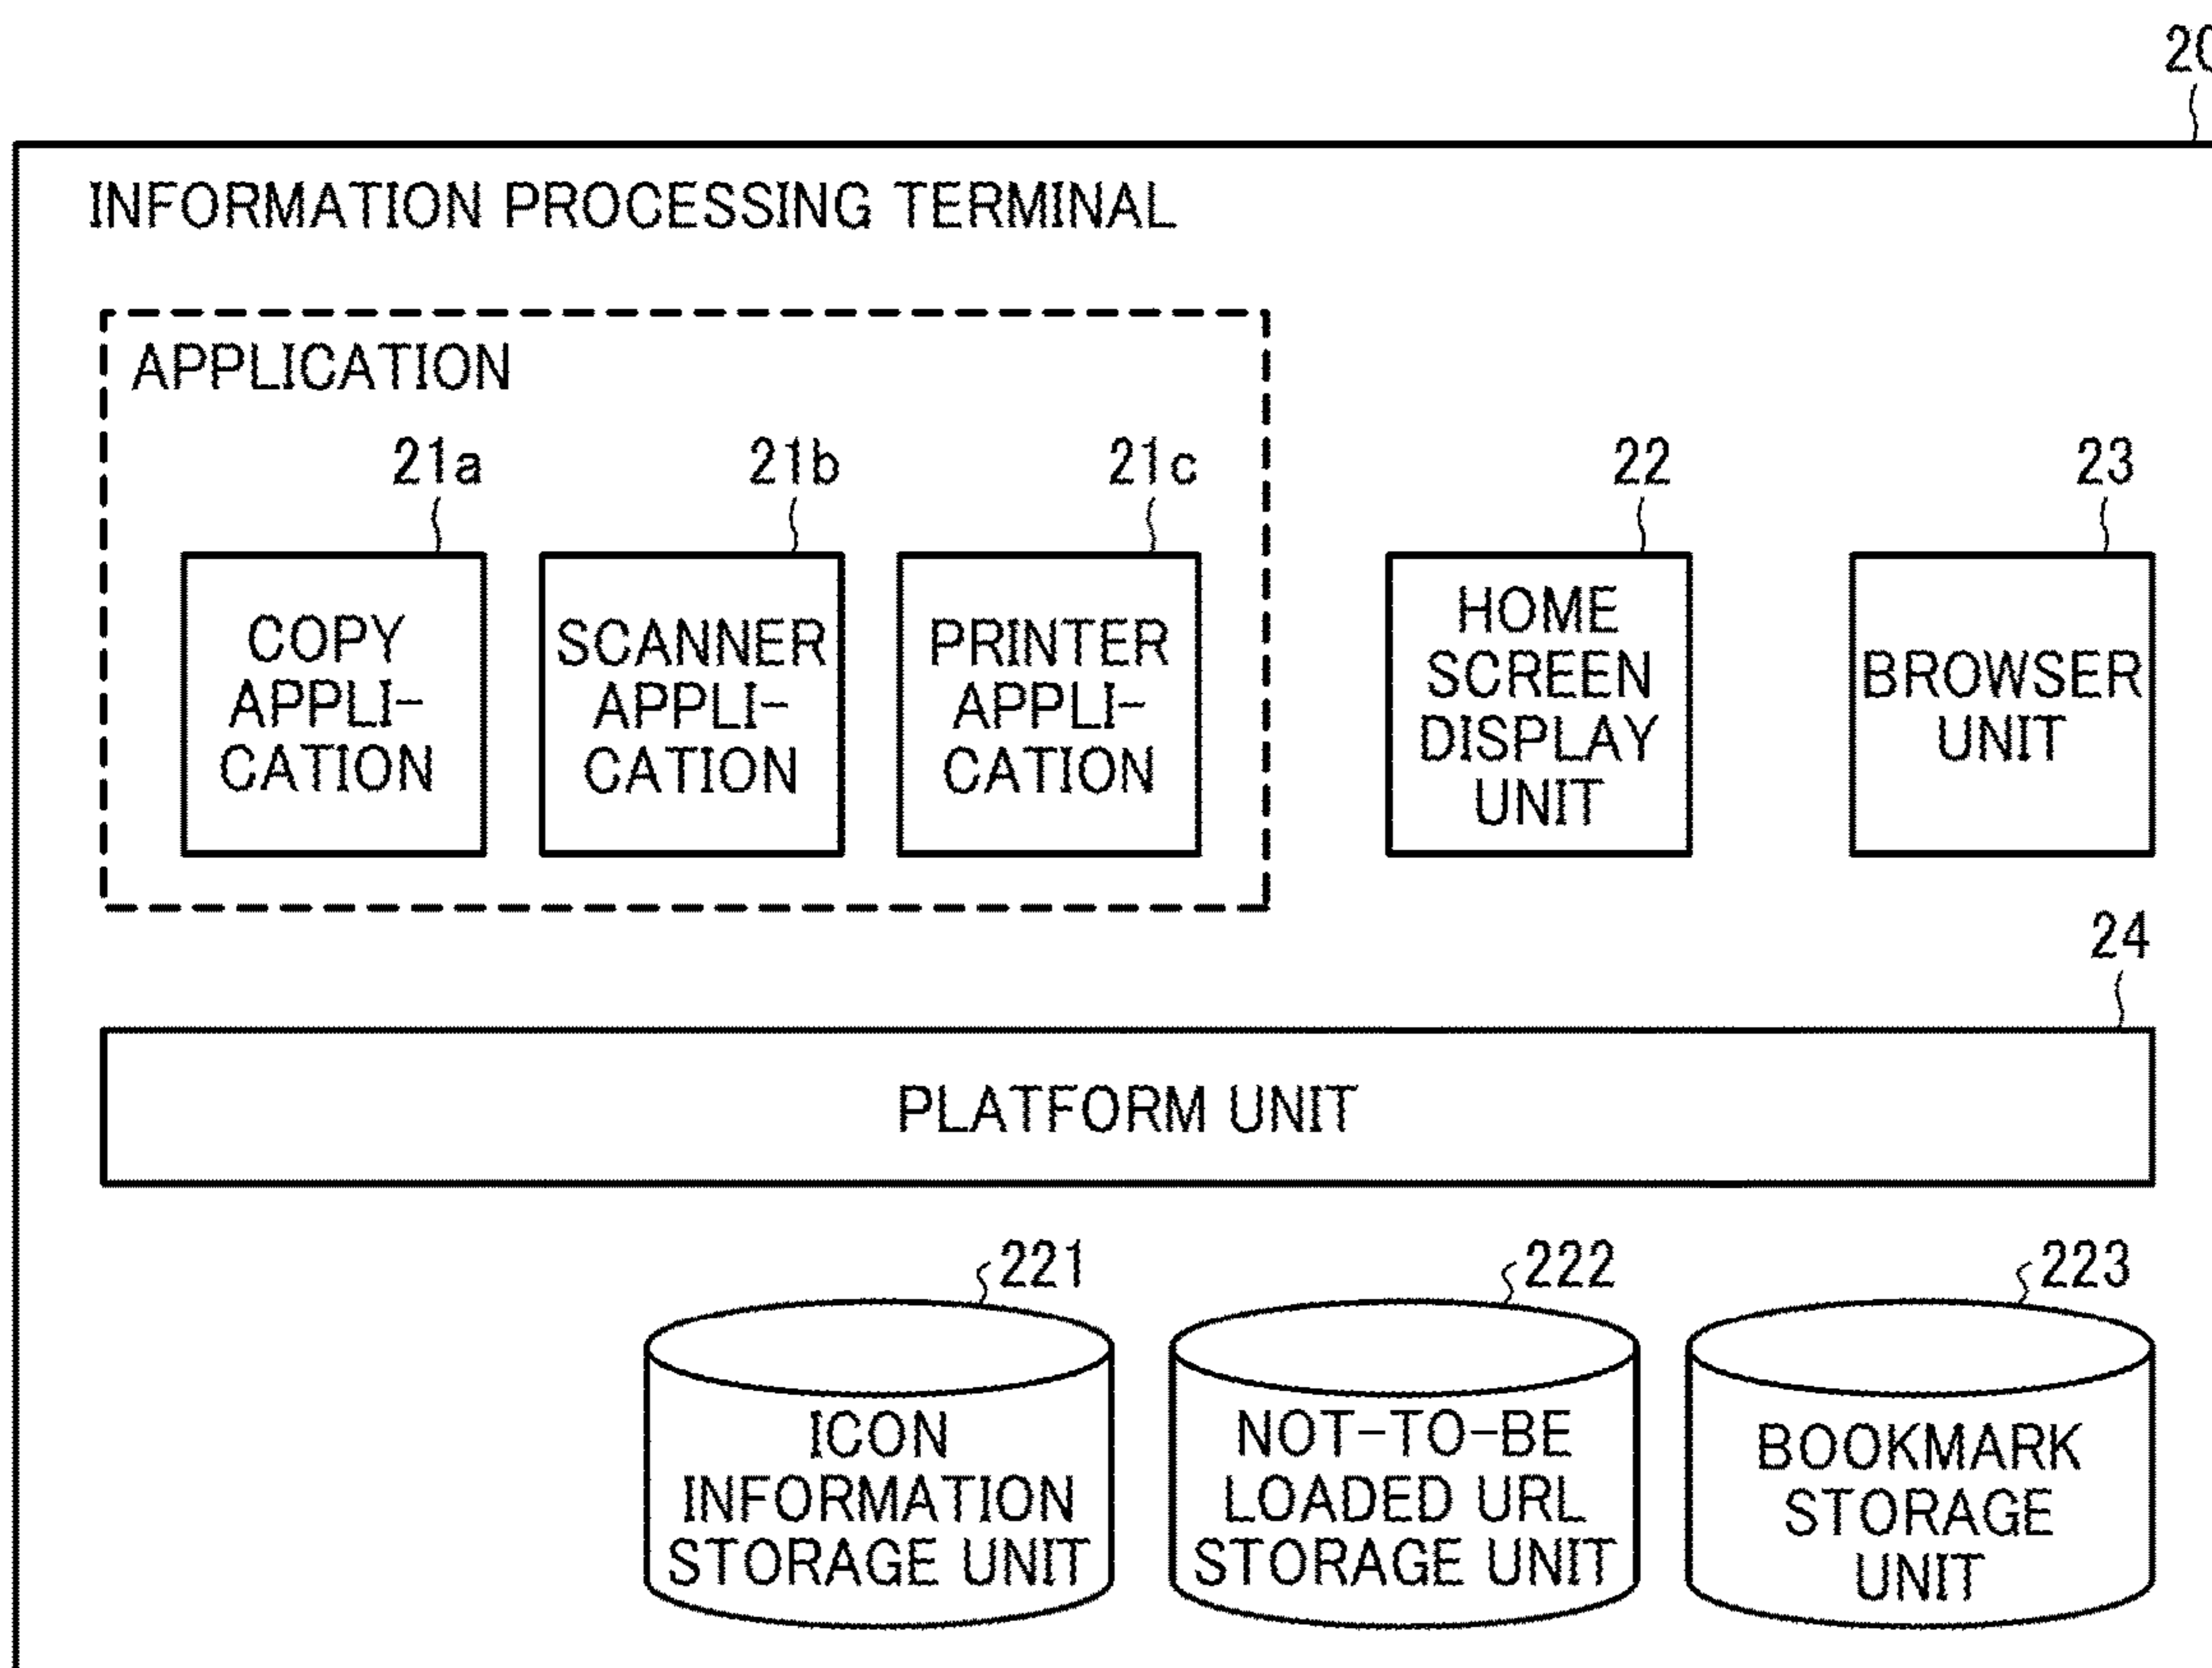 20
INFORMATION PROCESSING TERMINAL
APPLICATION
21a
21b
21c
22
23
COPY
APPLI-
CATION
SCANNER
APPLI-
CATION
PRINTER
APPLI-
CATION
HOME
SCREEN
DISPLAY
UNIT
BROWSER
UNIT
24
PLATFORM UNIT
221
222
223
ICON
INFORMATION
STORAGE UNIT
NOT-TO-BE
LOADED URL
STORAGE UNIT
BOOKMARK
STORAGE
UNIT